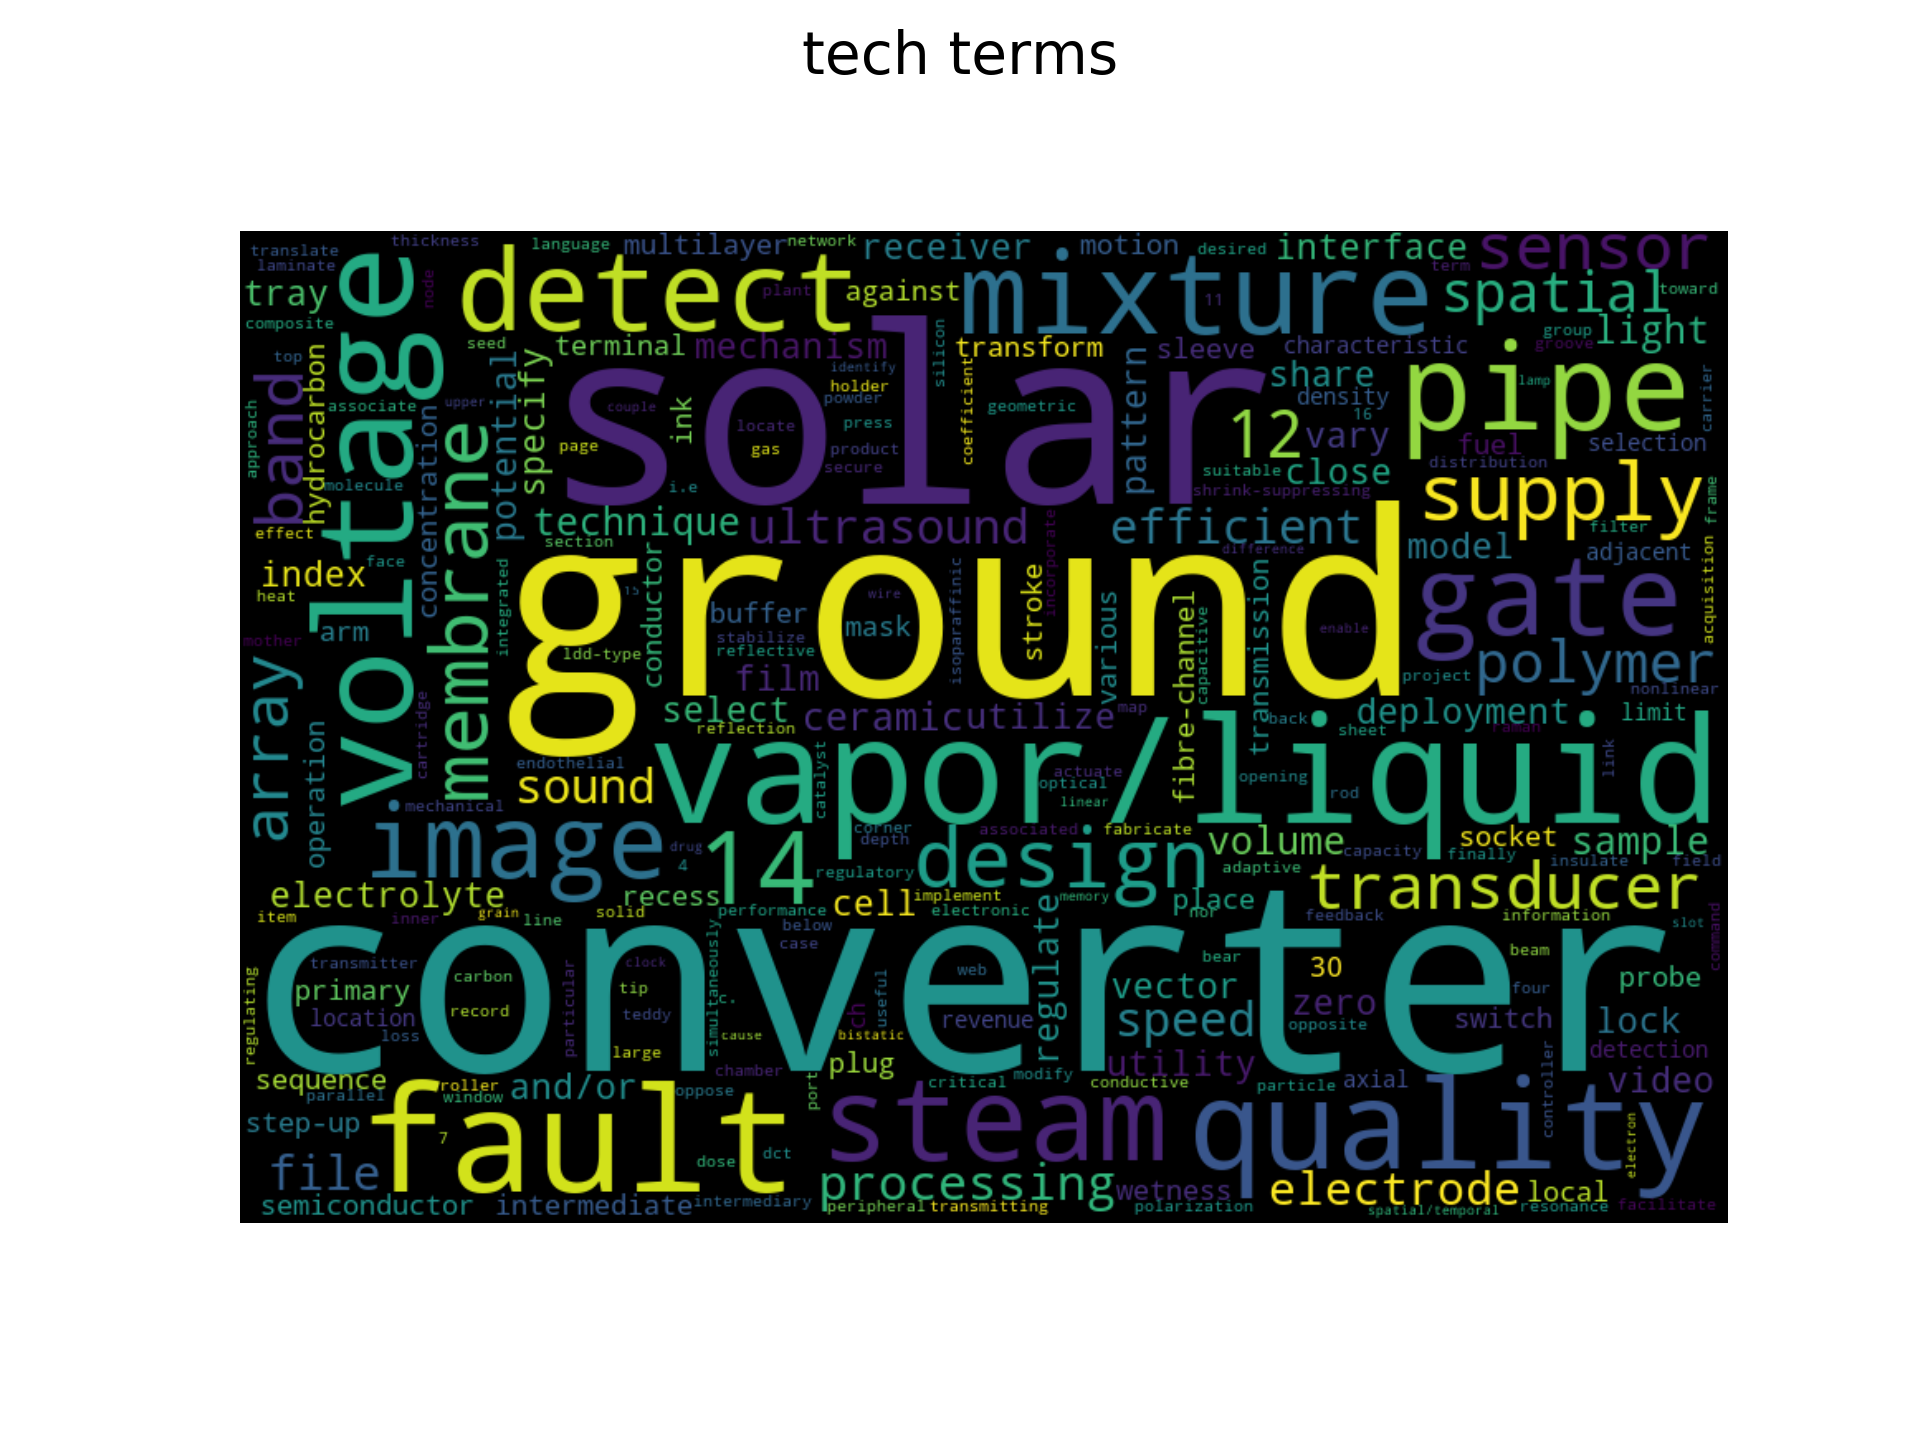 tech terms
translate
thickness
language
multilayer
network
receiver
motion
desired
interface
sensor
laminate
node
voltage
detect
plant
against
mixture
11
term
spatial
toward
tray
composite
seed
terminal
mechanism
silicon
transform
sleeve
characteristic
group
groove
light
top
hydrocarbon
potential
specify
solar
identify
holder
powder
coefficient
geometric
pattern
share
density
16
pipe
lamp
carrier
band
approach
associate
upper
concentration
membrane
ink
couple
page
locate
gas
press
product
secure
12
vary
fuel
selection
distribution
suitable
close
shrink-suppressing
supply
molecule
i.e
effect
technique
ultrasound
incorporate
efficient
filter
frame
section
difference
model
adjacent
acquisition
index
face
heat
integrated
conductor
15
ground
buffer
wire
isoparaffinic
stroke
mask
various
fibre-channel
capacitive
transmission
enable
gate
arm
mother
ldd-type
stabilize
reflective
film
polymer
project
nonlinear
array
operation
cartridge
select
reflection
ceramic
utilize
map
back
deployment
limit
sheet
raman
link
endothelial
sound
vapor/liquid
catalyst
actuate
optical
linear
opening
rod
mechanical
image
drug
4
14
corner
depth
associated
fabricate
design
volume
capacity
socket
finally
sample
insulate
field
regulatory
adaptive
electrolyte
recess
cell
implement
memory
place
nor
transducer
item
inner
grain
line
solid
performance
electronic
regulate
feedback
information
slot
command
below
case
simultaneously
converter
regulating
transmitter
carbon
clock
particular
web
bear
beam
30
probe
primary
tip
c.
useful
vector
four
location
record
teddy
ch
revenue
speed
zero
opposite
switch
lock
loss
cause
bistatic
large
plug
utility
detection
sequence
parallel
roller
window
and/or
oppose
chamber
port
critical
modify
conductive
particle
axial
controller
video
step-up
fault
7
steam
quality
electron
file
dose
dct
processing
wetness
electrode
local
semiconductor
intermediate
intermediary
peripheral
transmitting
polarization
spatial/temporal
resonance
facilitate